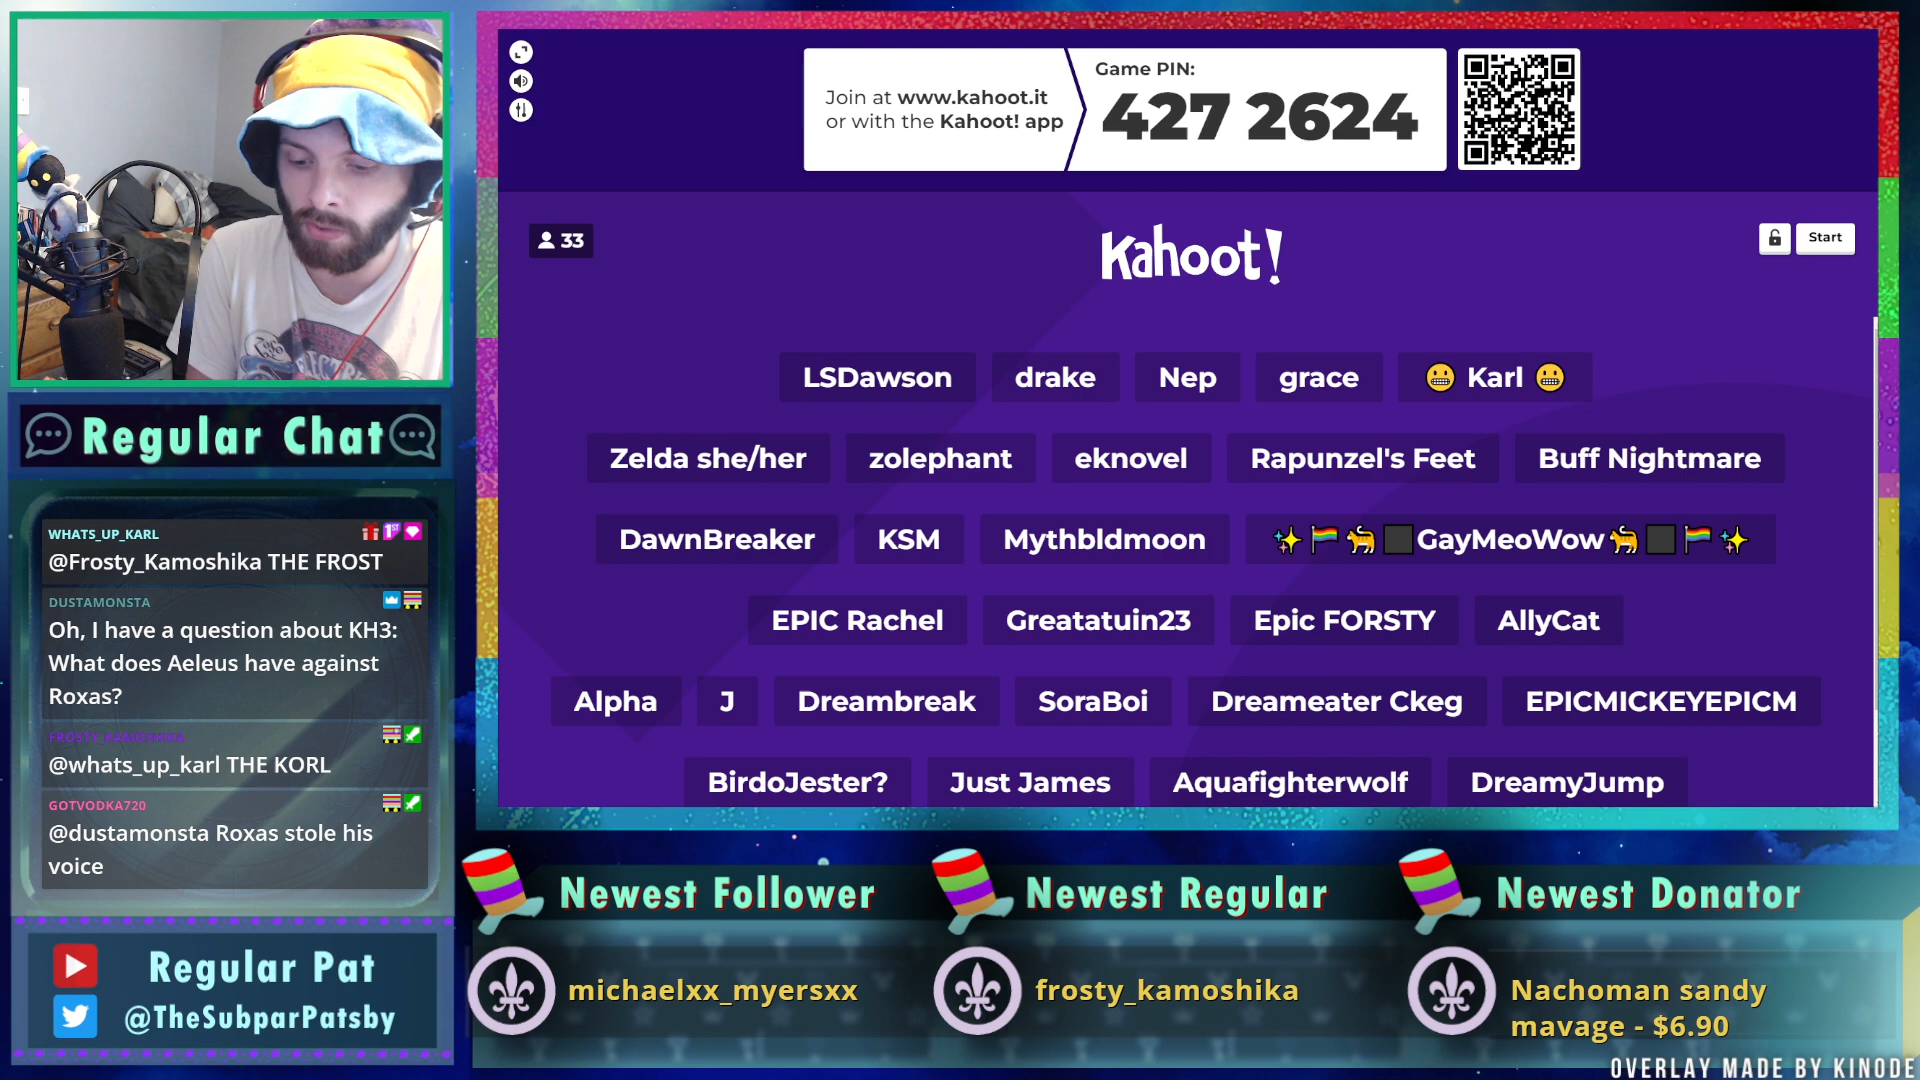 Join at www.kahoot.it
or with the Kahoot! app
Game PIN:
427 2624
33
Kahoot!
Start
LSDawson drake Nep grace 😬 Karl 😬
Zelda she/her zolephant eknovel Rapunzel's Feet Buff Nightmare
DawnBreaker KSM Mythbldmoon ✨🏳️‍🌈🐈⬛GayMeoWow🐈⬛🏳️‍🌈✨
EPIC Rachel Greatatuin23 Epic FORSTY AllyCat
Alpha J Dreambreak SoraBoi Dreameater Ckeg EPICMICKEYEPICM
BirdoJester? Just James Aquafighterwolf DreamyJump
Regular Chat
WHATS_UP_KARL
@Frosty_Kamoshika THE FROST
DUSTAMONSTA
Oh, I have a question about KH3:
What does Aeleus have against
Roxas?
FROSTY_KAMOSHIKA
@whats_up_karl THE KORL
GOTVODKA720
@dustamonsta Roxas stole his
voice
Regular Pat
@TheSubparPatsby
Newest Follower
michaelxx_myersxx
Newest Regular
frosty_kamoshika
Newest Donator
Nachoman sandy
mavage - $6.90
OVERLAY MADE BY KINODE